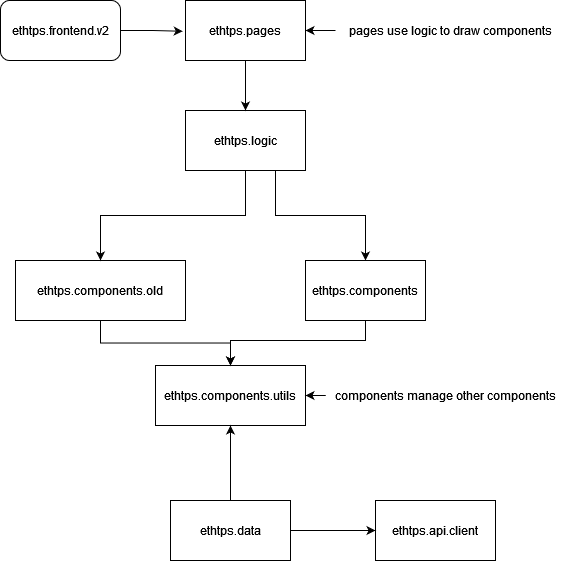 ethtps.frontend.v2
ethtps.pages
pages use logic to draw components
ethtps.logic
ethtps.components.old
ethtps.components
ethtps.components.utils
components manage other components
ethtps.data
ethtps.api.client